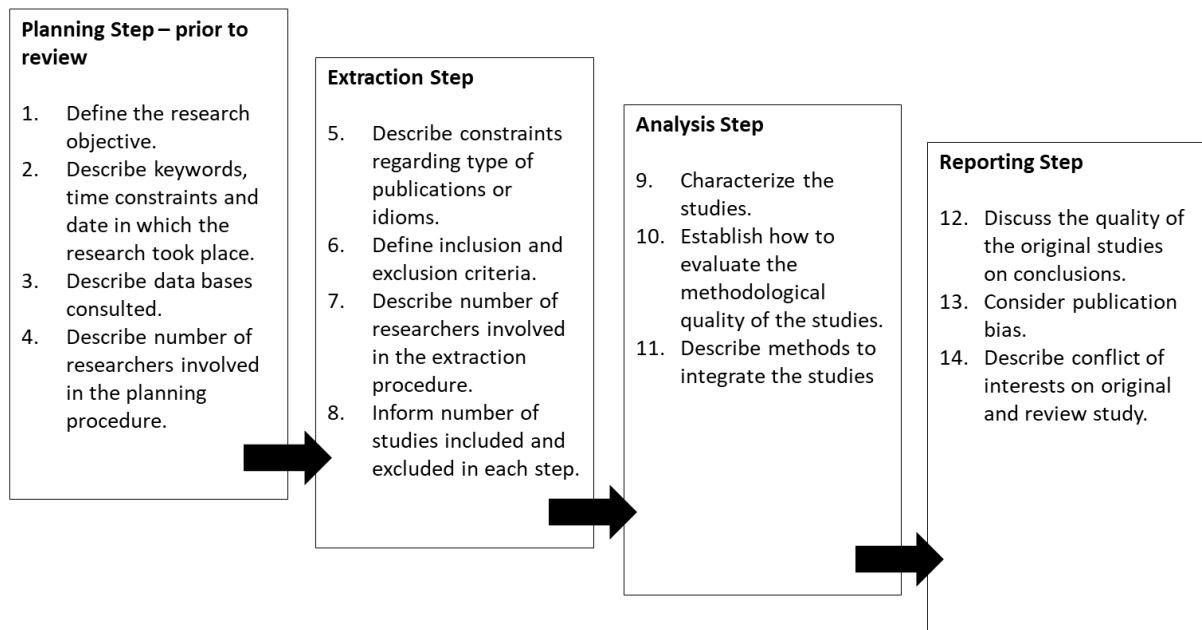 Planning Step – prior to
review
1. Define the research
objective.
2. Describe keywords,
time constraints and
date in which the
research took place.
3. Describe data bases
consulted.
4. Describe number of
researchers involved
in the planning
procedure.
Extraction Step
5. Describe constraints
regarding type of
publications or
idioms.
6. Define inclusion and
exclusion criteria.
7. Describe number of
researchers involved
in the extraction
procedure.
8. Inform number of
studies included and
excluded in each step.
Analysis Step
9. Characterize the
studies.
10. Establish how to
evaluate the
methodological
quality of the studies.
11. Describe methods to
integrate the studies
Reporting Step
12. Discuss the quality of
the original studies
on conclusions.
13. Consider publication
bias.
14. Describe conflict of
interests on original
and review study.